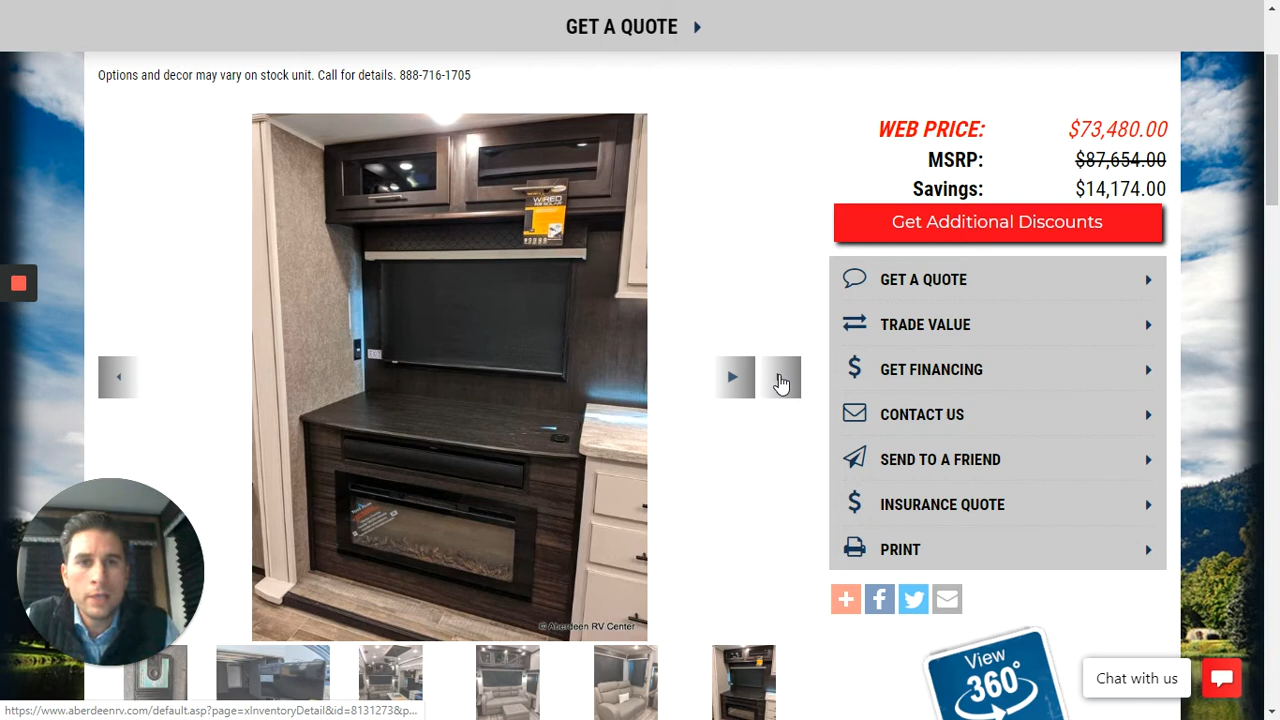 GET A QUOTE
Options and decor may vary on stock unit. Call for details. 888-716-1705
WEB PRICE: $73,480.00
MSRP: $87,654.00
Savings: $14,174.00
Get Additional Discounts
WIRED
GET A QUOTE
TRADE VALUE
GET FINANCING
CONTACT US
SEND TO A FRIEND
INSURANCE QUOTE
PRINT
© Aberdeen RV Center
View
360°
Chat with us
https://www.aberdeenrv.com/default.asp?page=xInventoryDetail&id=8131273&p...